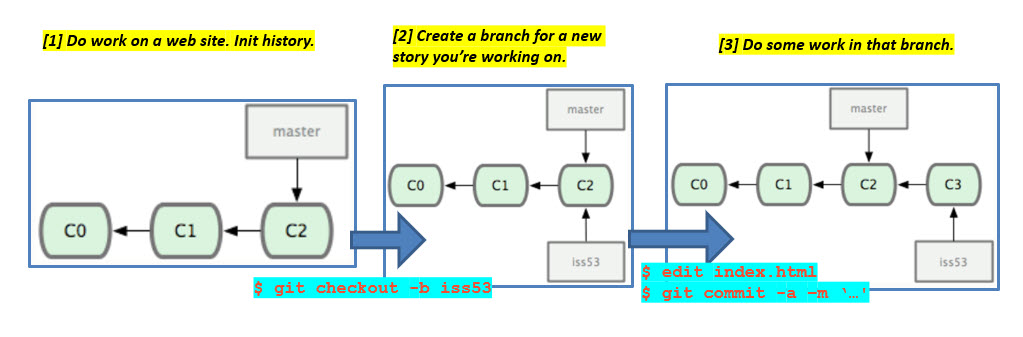 [1] Do work on a web site. Init history.
[2] Create a branch for a new
story you’re working on.
[3] Do some work in that branch.
master
C0
C1
C2
$ git checkout -b iss53
master
C0
C1
C2
iss53
$ edit index.html
$ git commit -a -m ‘…'
master
C0
C1
C2
C3
iss53